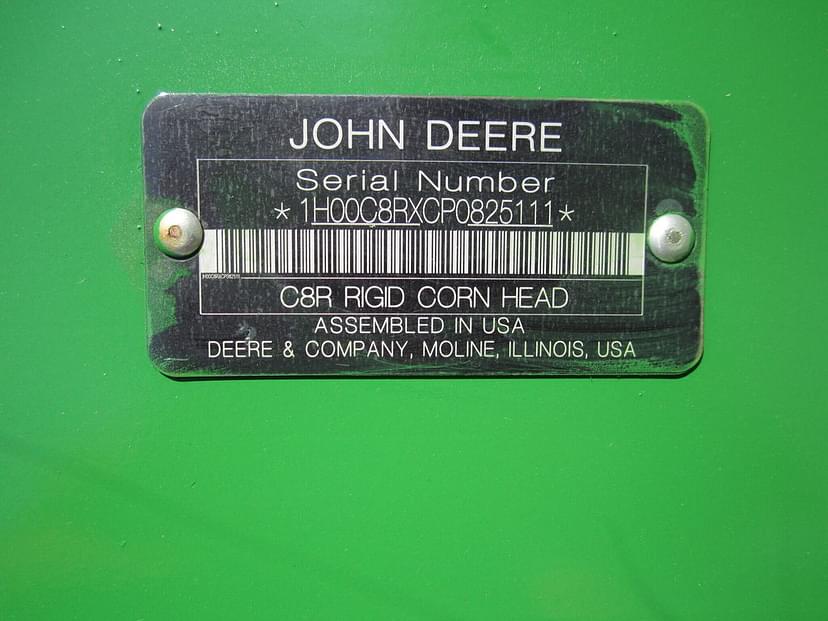 JOHN DEERE
Serial Number
*1H00C8RXCP0825111*
C8R RIGID CORN HEAD
ASSEMBLED IN USA
DEERE & COMPANY, MOLINE, ILLINOIS, USA